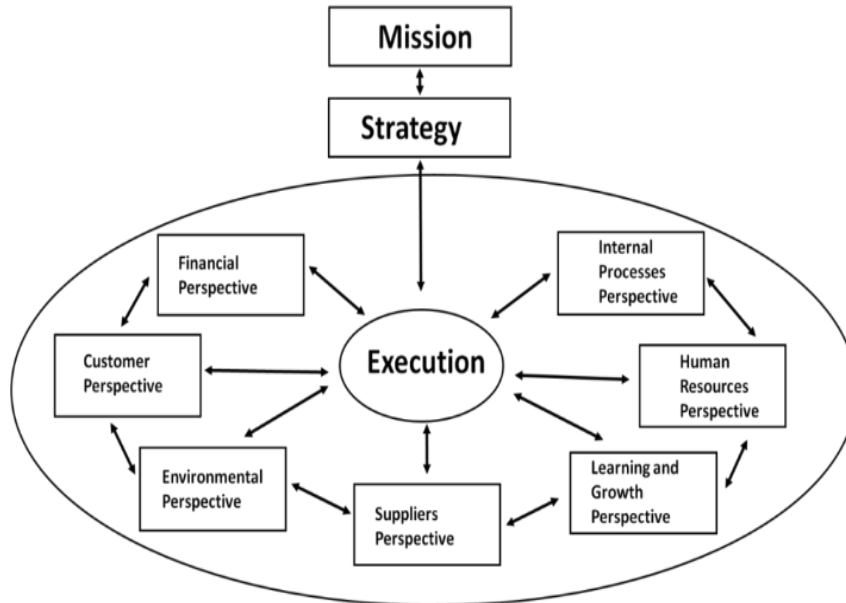 Mission
Strategy
Financial
Perspective
Internal
Processes
Perspective
Customer
Perspective
Execution
Human
Resources
Perspective
Environmental
Perspective
Suppliers
Perspective
Learning and
Growth
Perspective